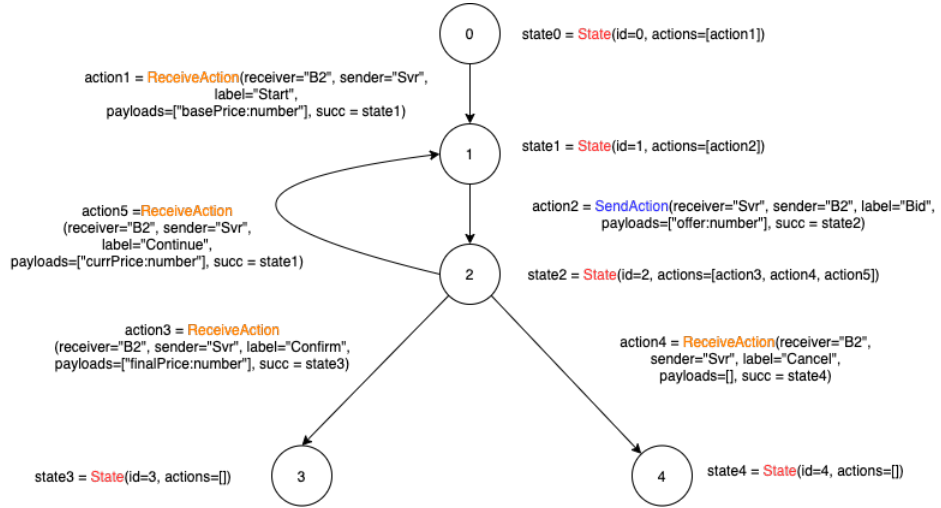 0
state0 = State(id=0, actions=[action1])
action1 = ReceiveAction(receiver="B2", sender="Svr",
label="Start",
payloads=["basePrice:number"], succ = state1)
1
state1 = State(id=1, actions=[action2])
action2 = SendAction(receiver="Svr", sender="B2", label="Bid",
payloads=["offer:number"], succ = state2)
action5 =ReceiveAction
(receiver="B2", sender="Svr",
label="Continue",
payloads=["currPrice:number"], succ = state1)
2
state2 = State(id=2, actions=[action3, action4, action5])
action3 = ReceiveAction
(receiver="B2", sender="Svr", label="Confirm",
payloads=["finalPrice:number"], succ = state3)
action4 = ReceiveAction(receiver="B2",
sender="Svr", label="Cancel",
payloads=[], succ = state4)
state3 = State(id=3, actions=[])
3
4
state4 = State(id=4, actions=[])